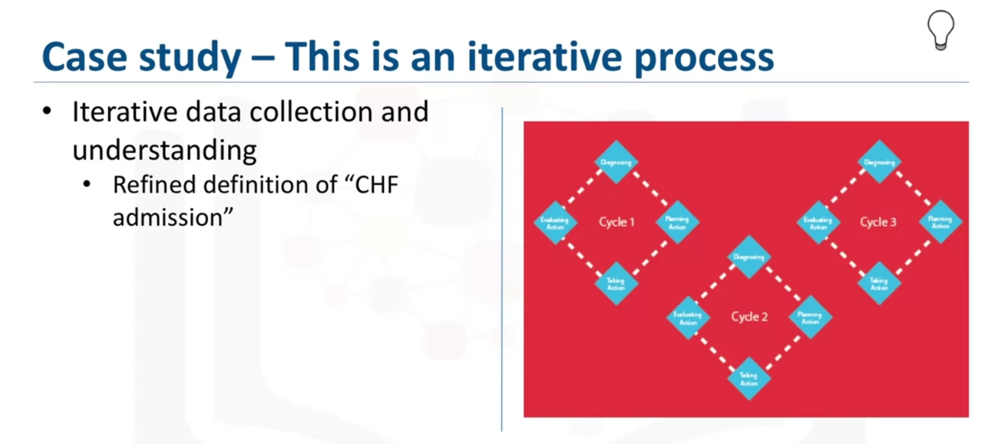 Case study – This is an iterative process
• Iterative data collection and
understanding
• Refined definition of “CHF
admission”
Diagnosing
Evaluating
Action
Cycle 1
Planning
Action
Taking
Action
Diagnosing
Evaluating
Action
Cycle 2
Planning
Action
Taking
Action
Diagnosing
Evaluating
Action
Cycle 3
Planning
Action
Taking
Action